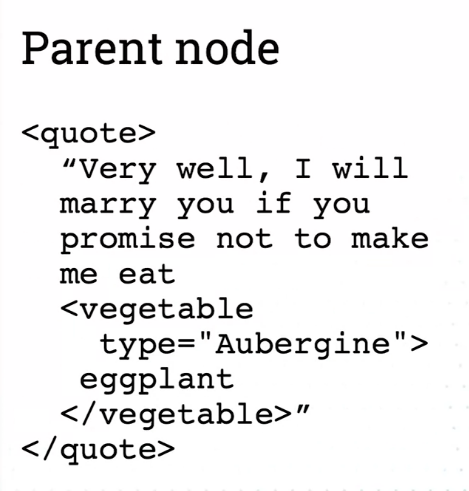 Parent node
<quote>
“Very well, I will
marry you if you
promise not to make
me eat
<vegetable
type="Aubergine">
eggplant
</vegetable>”
</quote>